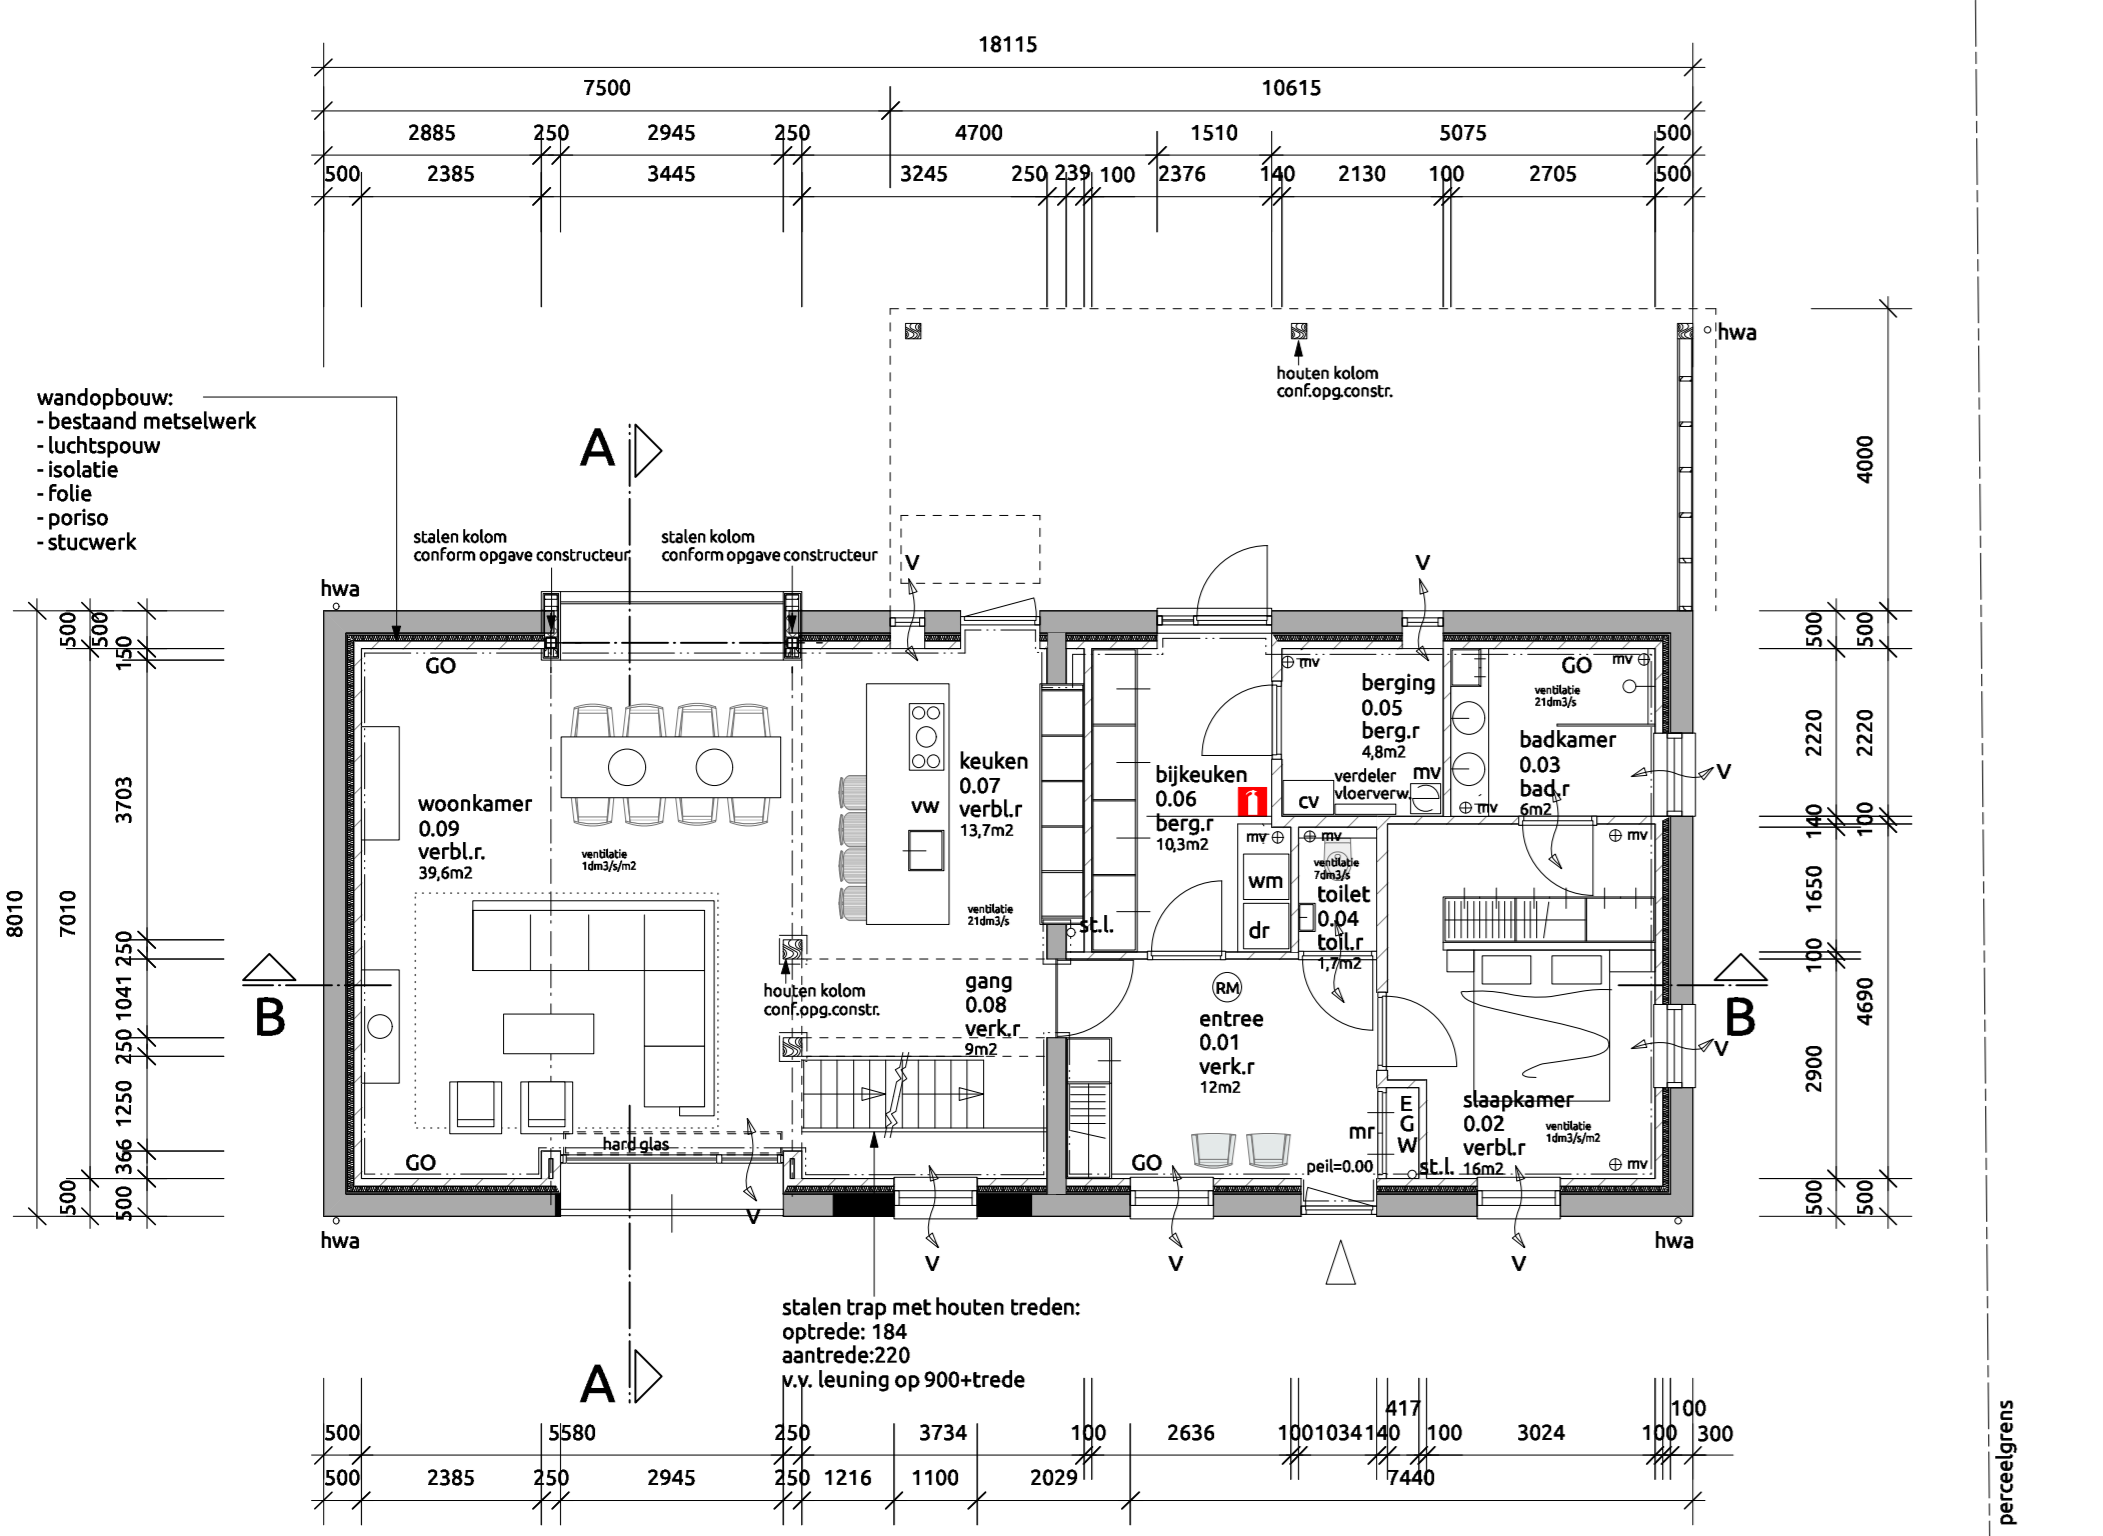 18115
7500 10615
2885 250 2945 250 4700 1510 5075 500
500 2385 3445 3245 250 239 100 2376 140 2130 100 2705 500
hwa
houten kolom
conf.opg.constr.
wandopbouw:
- bestaand metselwerk
- luchtspouw
- isolatie
- folie
- poriso
- stucwerk
A
stalen kolom
conform opgave constructeur
stalen kolom
conform opgave constructeur
4000
hwa
V
V
500
500
150
3703
250
1041
250
1250
366
500
500
7010
500
8010
GO
woonkamer
0.09
verbl.r.
39,6m2
ventilatie
1dm3/s/m2
vw
keuken
0.07
verbl.r
13,7m2
ventilatie
21dm3/s
st.l.
bijkeuken
0.06
berg.r
10,3m2
mv
wm
dr
mv
berging
0.05
berg.r
4,8m2
verdeler
vloerverw.
mv
cv
GO
mv
ventilatie
21dm3/s
badkamer
0.03
bad.r
6m2
mv
V
mv
mv
ventilatie
7dm3/s
toilet
0.04
toil.r
1,7m2
B
houten kolom
conf.opg.constr.
gang
0.08
verk.r
9m2
RM
entree
0.01
verk.r
12m2
mr
peil=0.00
E
G
W
st.l.
slaapkamer
0.02
verbl.r
16m2
ventilatie
1dm3/s/m2
mv
B
V
GO
hard glas
GO
V
V
V
V
hwa
hwa
500
2220
140
1650
100
2900
500
500
2220
100
4690
500
stalen trap met houten treden:
optrede: 184
aantrede:220
v.v. leuning op 900+trede
A
417 100
500 5580 250 3734 100 2636 100 1034 140 100 3024 100 300
500 2385 250 2945 250 1216 1100 2029 7440
perceelgrens